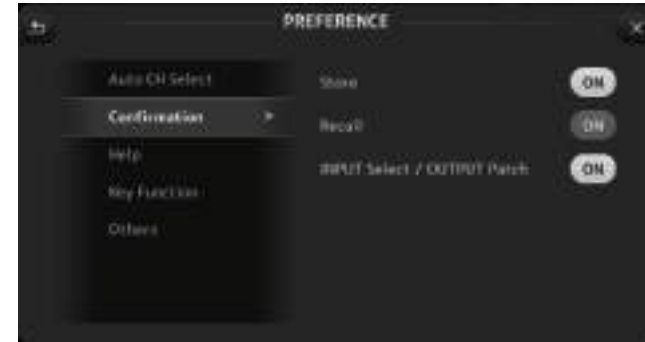 PREFERENCE
Auto CH Select
Confirmation
Help
Key Function
Others
Store ON
Recall ON
INPUT Select / OUTPUT Patch ON